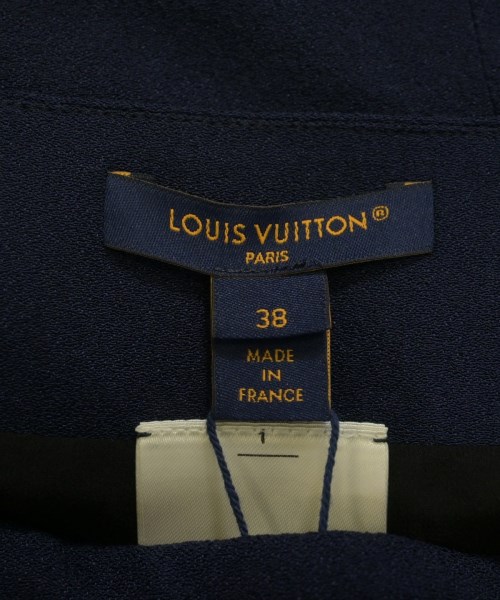 LOUIS VUITTON®
PARIS
38
MADE
IN
FRANCE
1